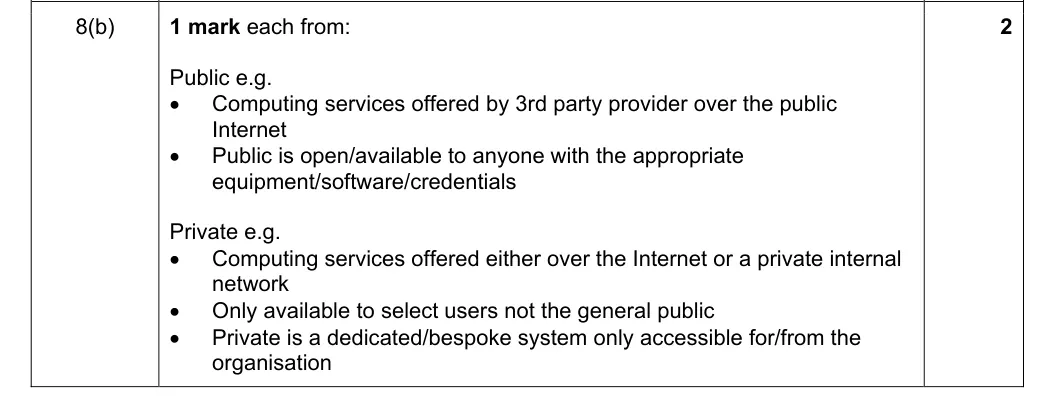 8(b)
1 mark each from:
2
Public e.g.
• Computing services offered by 3rd party provider over the public
Internet
• Public is open/available to anyone with the appropriate
equipment/software/credentials
Private e.g.
• Computing services offered either over the Internet or a private internal
network
• Only available to select users not the general public
• Private is a dedicated/bespoke system only accessible for/from the
organisation